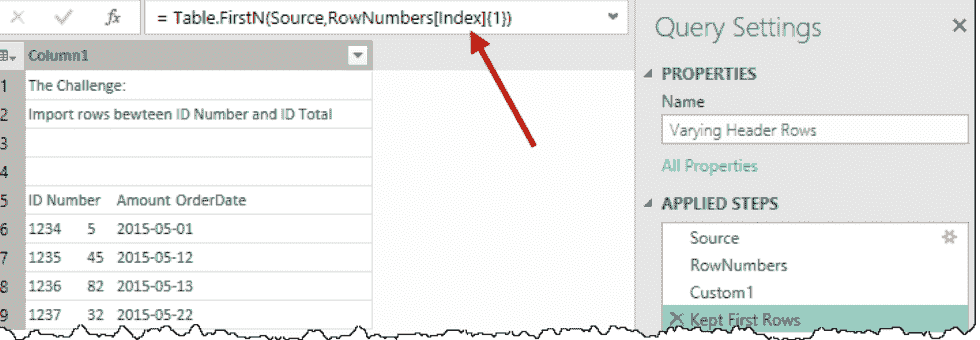 fx = Table.FirstN(Source,RowNumbers[Index]{1})
Query Settings
Column1
1 The Challenge:
2 Import rows bewteen ID Number and ID Total
3
4
5 ID Number Amount OrderDate
6 1234 5 2015-05-01
7 1235 45 2015-05-12
8 1236 82 2015-05-13
9 1237 32 2015-05-22
PROPERTIES
Name
Varying Header Rows
All Properties
APPLIED STEPS
Source
RowNumbers
Custom1
Kept First Rows